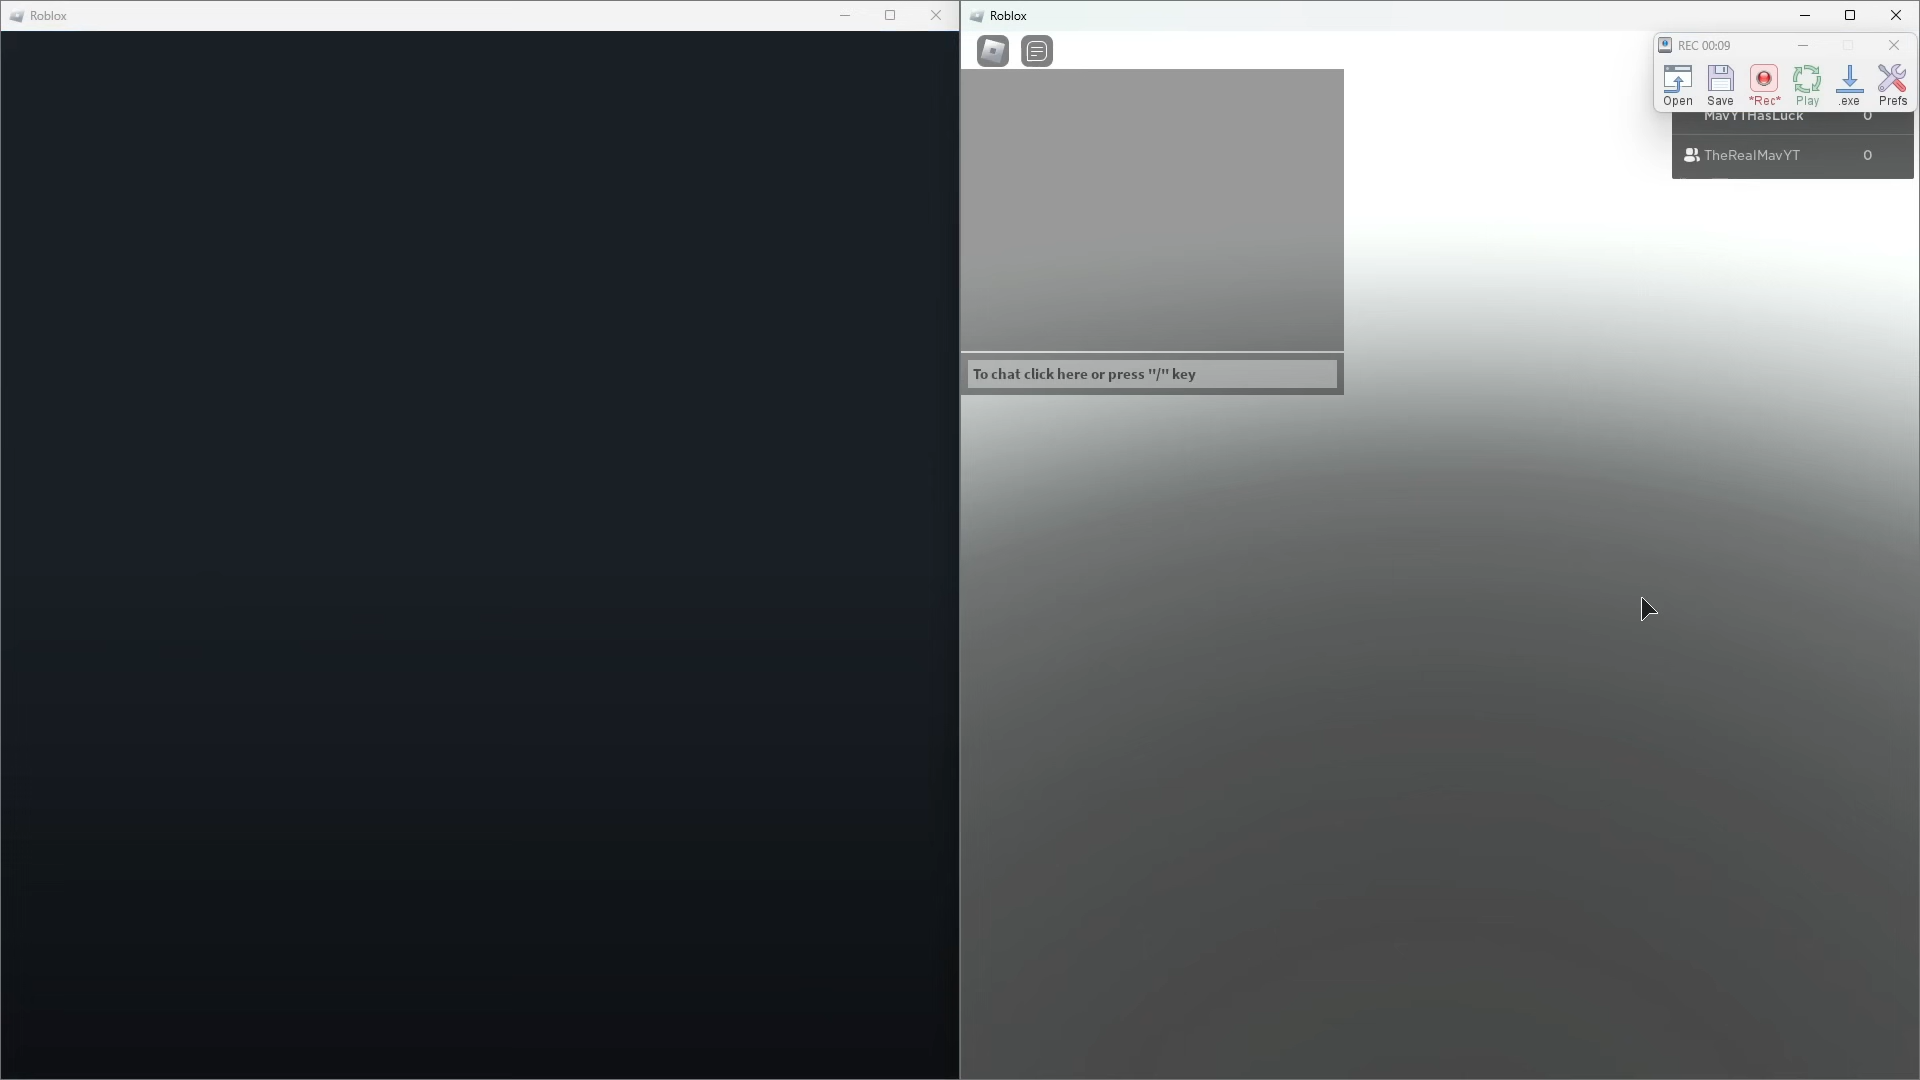 Roblox
Roblox
REC 00:09
Open Save *Rec* Play .exe Prefs
MavYTHasLuck 0
TheRealMavYT 0
To chat click here or press "/" key